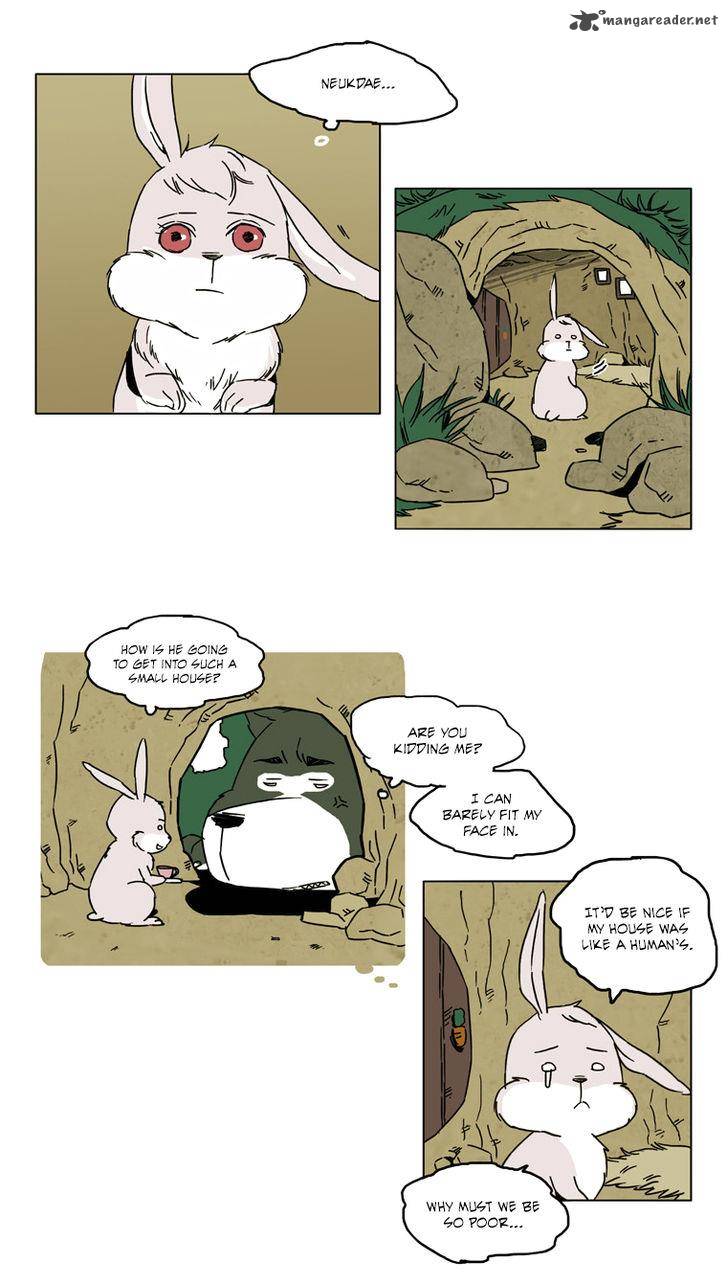 mangareader.net
NEUKDAE...
HOW IS HE GOING
TO GET INTO SUCH A
SMALL HOUSE?
ARE YOU
KIDDING ME?
I CAN
BARELY FIT MY
FACE IN.
IT'D BE NICE IF
MY HOUSE WAS
LIKE A HUMAN'S.
WHY MUST WE BE
SO POOR...